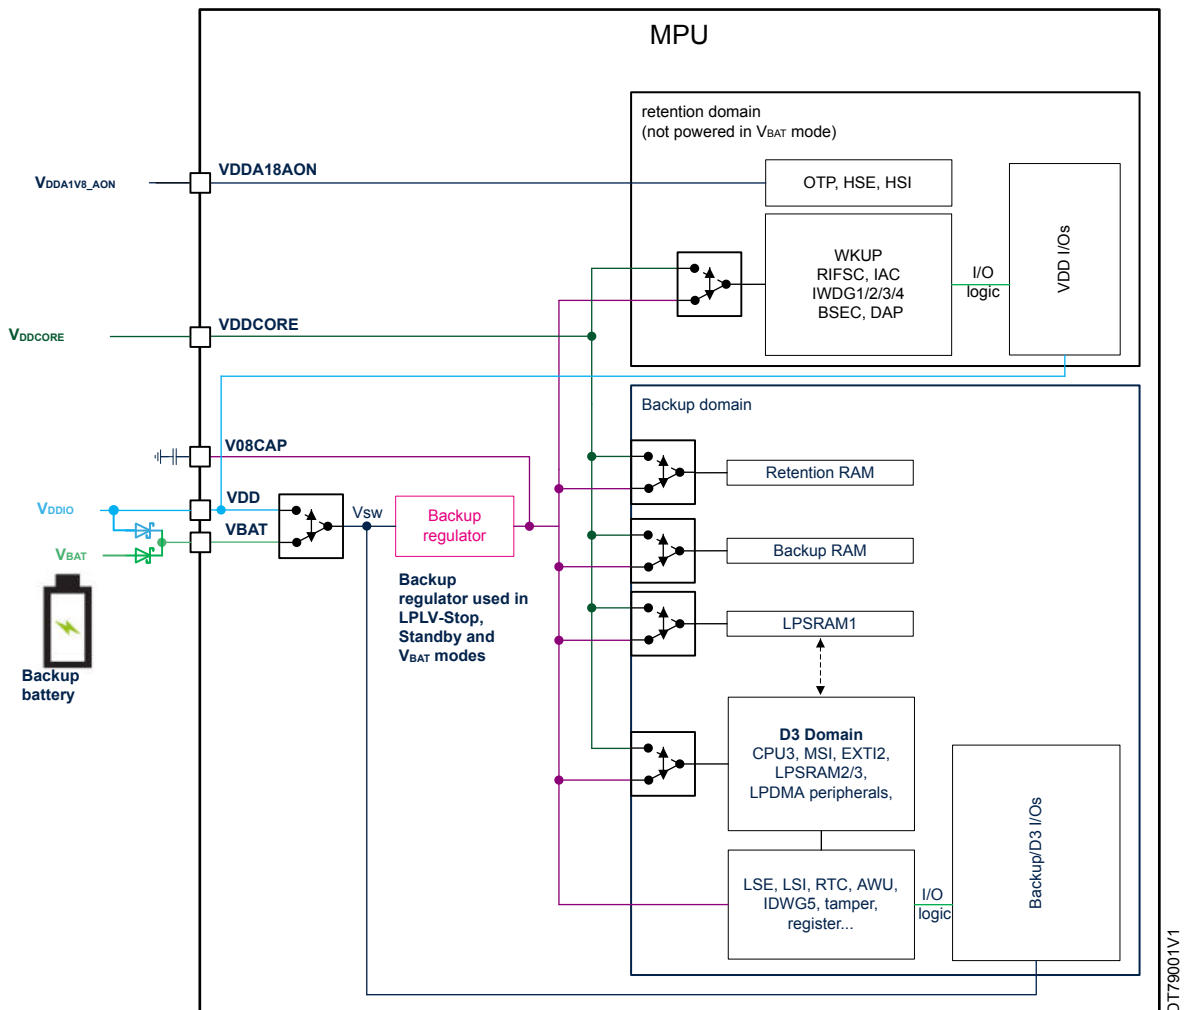 MPU
retention domain
(not powered in VBAT mode)
VDDA1V8_AON
VDDA18AON
OTP, HSE, HSI
VDD I/Os
WKUP
RIFSC, IAC
IWDG1/2/3/4
BSEC, DAP
I/O
logic
VDDCORE
VDDCORE
Backup domain
V08CAP
Retention RAM
VDDIO
VDD
VBAT
VBAT
Vsw
Backup
regulator
Backup RAM
Backup
regulator used in
LPLV-Stop,
Standby and
VBAT modes
LPSRAM1
Backup
battery
D3 Domain
CPU3, MSI, EXTI2,
LPSRAM2/3,
LPDMA peripherals,
Backup/D3 I/Os
LSE, LSI, RTC, AWU,
IDWG5, tamper,
register...
I/O
logic
DT79001V1